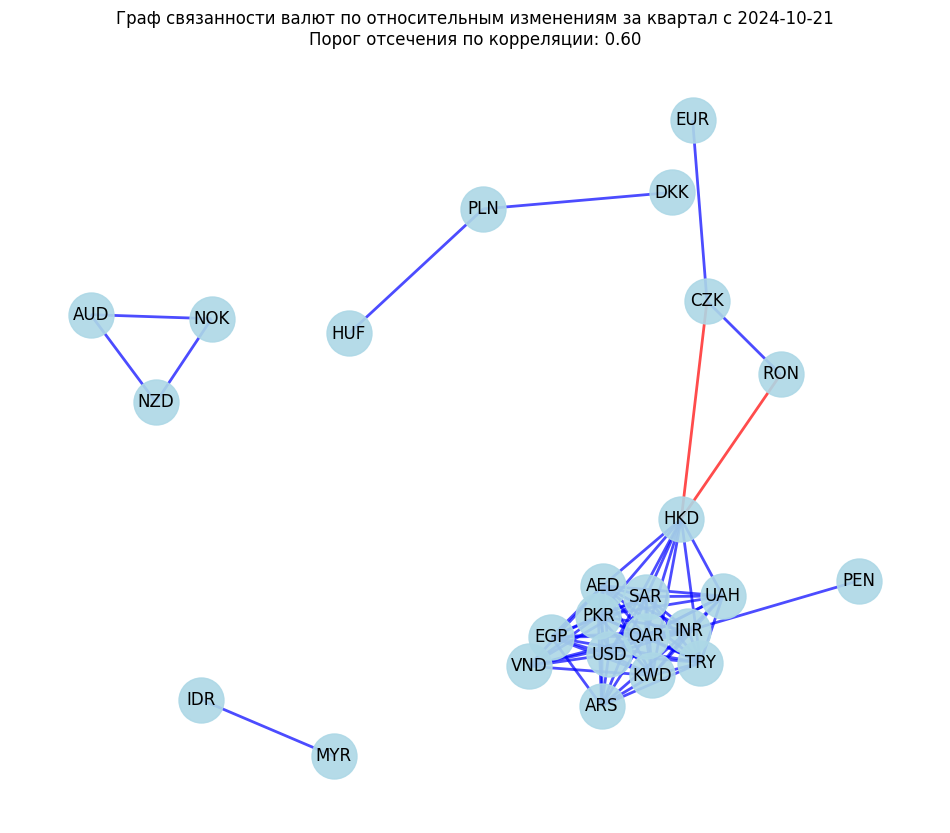 Граф связанности валют по относительным изменениям за квартал с 2024-10-21
Порог отсечения по корреляции: 0.60
EUR
DKK
PLN
CZK
AUD
NOK
HUF
RON
NZD
HKD
PEN
AED
SAR
UAH
PKR
INR
EGP
QAR
USD
TRY
VND
KWD
ARS
IDR
MYR